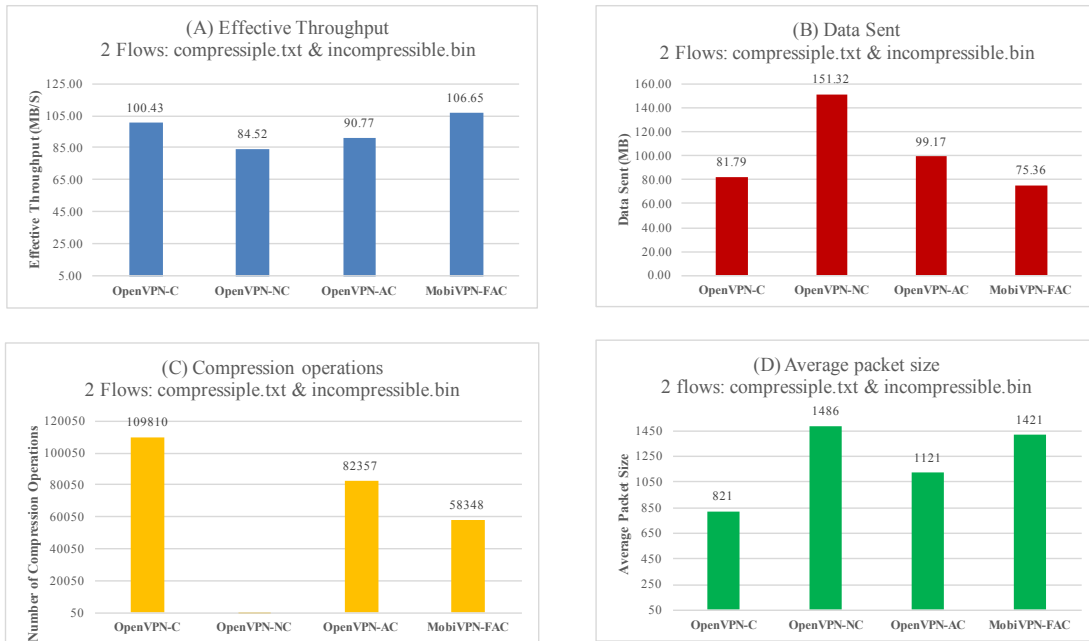 (A) Effective Throughput
2 Flows: compressiple.txt & incompressible.bin
Effective Throughput (MB/S)
125.00
105.00
85.00
65.00
45.00
25.00
5.00
100.43
84.52
90.77
106.65
OpenVPN-C OpenVPN-NC OpenVPN-AC MobiVPN-FAC
(B) Data Sent
2 Flows: compressiple.txt & incompressible.bin
Data Sent (MB)
160.00
140.00
120.00
100.00
80.00
60.00
40.00
20.00
0.00
81.79
151.32
99.17
75.36
OpenVPN-C OpenVPN-NC OpenVPN-AC MobiVPN-FAC
(C) Compression operations
2 Flows: compressiple.txt & incompressible.bin
Number of Compression Operations
120050
100050
80050
60050
40050
20050
50
109810
82357
58348
OpenVPN-C OpenVPN-NC OpenVPN-AC MobiVPN-FAC
(D) Average packet size
2 flows: compressiple.txt & incompressible.bin
Average Packet Size
1450
1250
1050
850
650
450
250
50
821
1486
1121
1421
OpenVPN-C OpenVPN-NC OpenVPN-AC MobiVPN-FAC